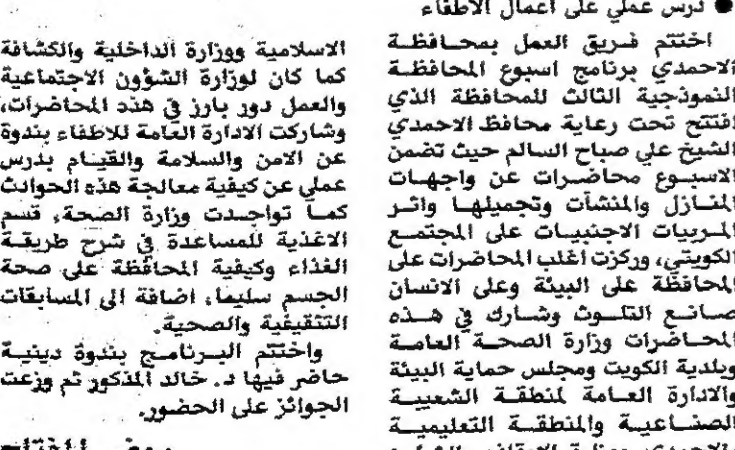 ● درس عملي على اعمال الاطفاء
اختتم فريق العمل بمحافظة
الاحمدي برنامج اسبوع المحافظة
النموذجية الثالث للمحافظة الذي
افتتح تحت رعاية محافظ الاحمدي
الشيخ علي صباح السالم حيث تضمن
الاسبوع محاضرات عن واجهات
المنازل والمنشآت وتجميلها واثر
المربيات الاجنبيات على المجتمع
الكويتي، وركزت اغلب المحاضرات على
المحافظة على البيئة وعلى الانسان
صانع التلوث وشارك في هذه
المحاضرات وزارة الصحة العامة
وبلدية الكويت ومجلس حماية البيئة
والادارة العامة لمنطقة الشعيبة
الصناعية والمنطقة التعليمية
الاسلامية ووزارة الداخلية والكشافة
كما كان لوزارة الشؤون الاجتماعية
والعمل دور بارز في هذه المحاضرات،
وشاركت الادارة العامة للاطفاء بندوة
عن الامن والسلامة والقيام بدرس
عملي عن كيفية معالجة هذه الحوادث
كما تواجدت وزارة الصحة، قسم
الاغذية للمساعدة في شرح طريقة
الغذاء وكيفية المحافظة على صحة
الجسم سليما، اضافة الى المسابقات
التثقيفية والصحية.
واختتم البرنامج بندوة دينية
حاضر فيها د. خالد المذكور ثم وزعت
الجوائز على الحضور.